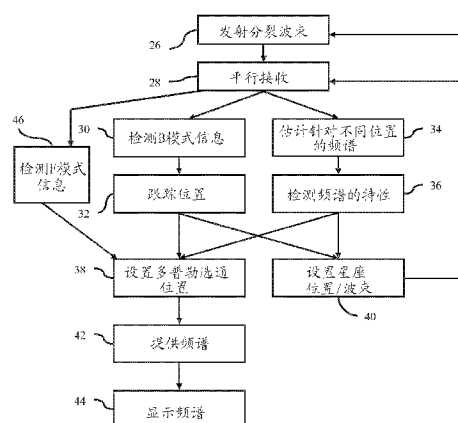 发射分裂波束
26
平行接收
28
46
30
检测B模式信息
估计针对不同位置
的频谱
34
检测F模式
信息
32
跟踪位置
检测频谱的特性
36
38
设置多普勒选通
位置
设置星座
位置/波束
40
42
提供频谱
44
显示频谱